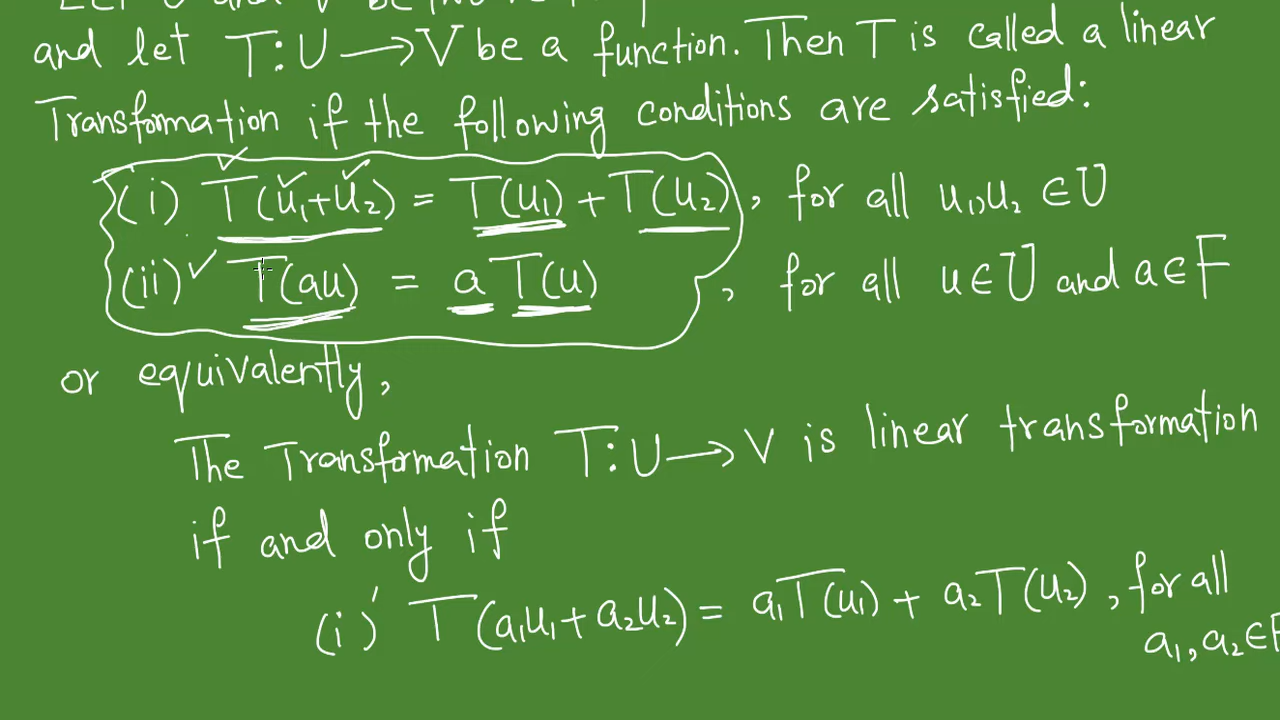 and let T:U⟶V be a function. Then T is called a linear
Transformation if the following conditions are satisfied:
(i) T(u₁+u₂) = T(u₁) + T(u₂), for all u₁,u₂ ∈ U
(ii) T(au) = a T(u), for all u∈U and a∈F
or equivalently,
The Transformation T:U⟶V is linear transformation
if and only if
(i)' T(a₁u₁+a₂u₂) = a₁T(u₁) + a₂T(u₂), for all
a₁,a₂∈F